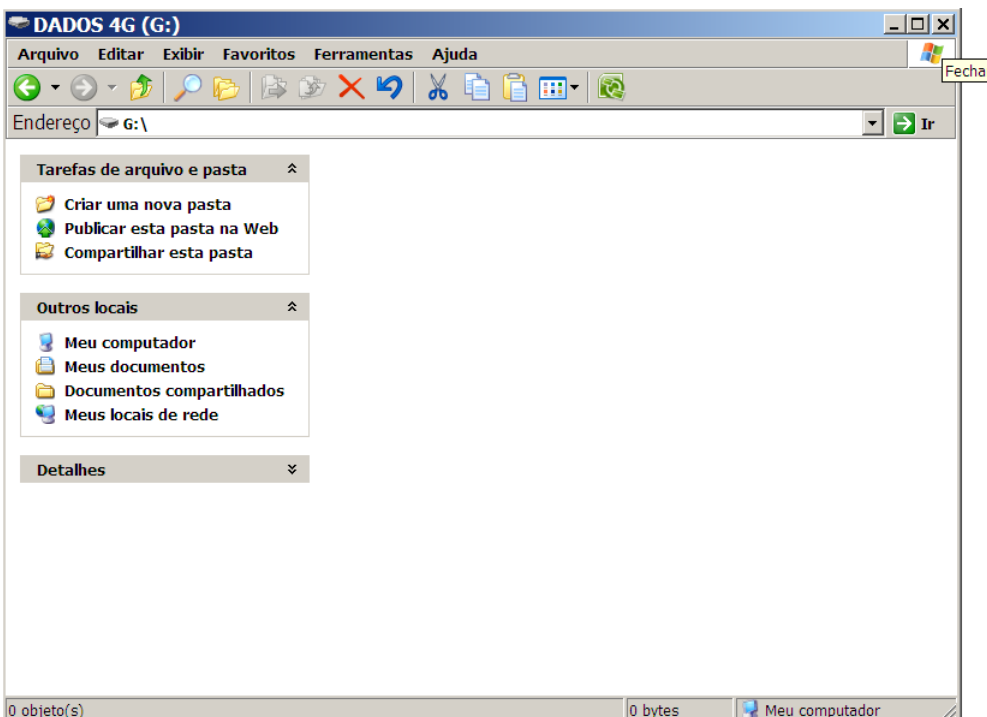 DADOS 4G (G:)
Arquivo Editar Exibir Favoritos Ferramentas Ajuda
Fecha
Endereço G:\ Ir
Tarefas de arquivo e pasta
Criar uma nova pasta
Publicar esta pasta na Web
Compartilhar esta pasta
Outros locais
Meu computador
Meus documentos
Documentos compartilhados
Meus locais de rede
Detalhes
0 objeto(s) 0 bytes Meu computador